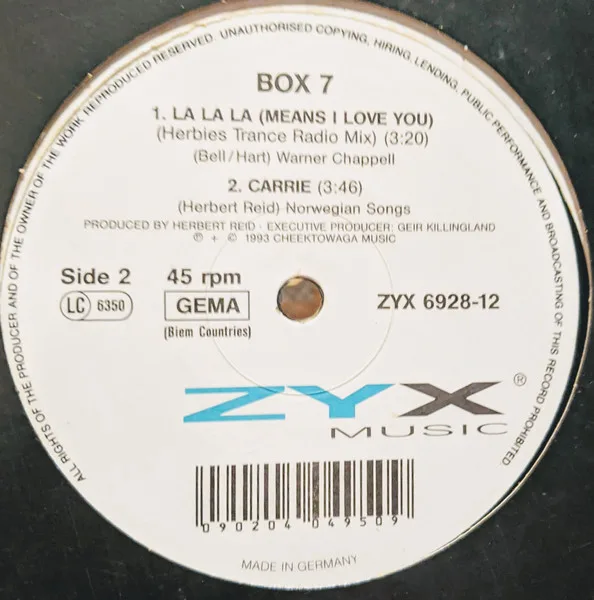 ALL RIGHTS OF THE PRODUCER AND OF THE OWNER OF THE WORK REPRODUCED RESERVED. UNAUTHORISED COPYING, HIRING, LENDING, PUBLIC PERFORMANCE AND BROADCASTING OF THIS RECORD PROHIBITED.
BOX 7
1. LA LA LA (MEANS I LOVE YOU)
(Herbies Trance Radio Mix) (3:20)
(Bell/Hart) Warner Chappell
2. CARRIE (3:46)
(Herbert Reid) Norwegian Songs
PRODUCED BY HERBERT REID · EXECUTIVE PRODUCER: GEIR KILLINGLAND
℗ + © 1993 CHEEKTOWAGA MUSIC
Side 2 45 rpm
LC 6350 GEMA ZYX 6928-12
(Biem Countries)
ZYX ®
MUSIC
090204 049509
MADE IN GERMANY